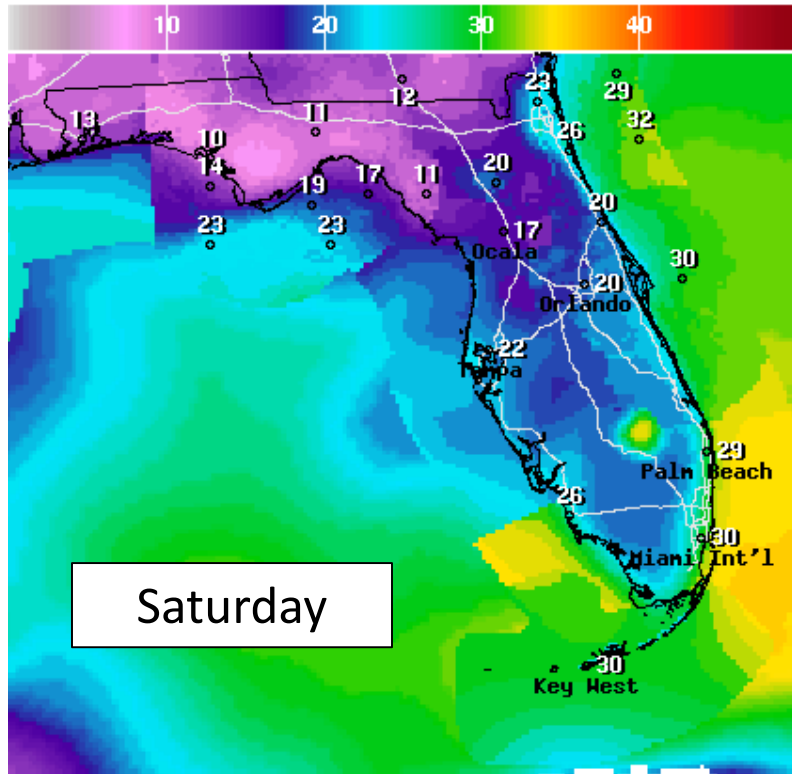 10 20 30 40
23 29
12
13 11 26 32
10
14 20
19 17 11
23 23 20
17
Ocala
30
20
Orlando
22
Tampa
29
Palm Beach
26
30
Miami Int'l
Saturday
30
Key West